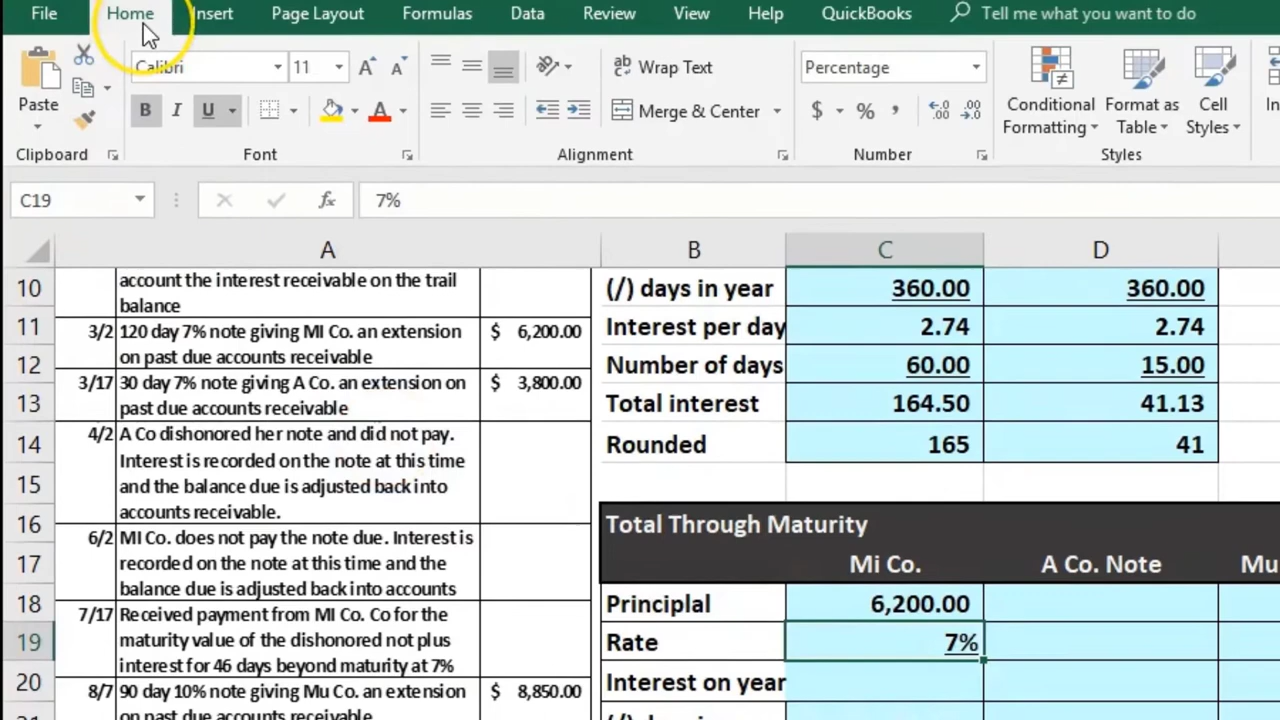 File Home Insert Page Layout Formulas Data Review View Help QuickBooks Tell me what you want to do
Calibri 11 Wrap Text Percentage
Paste B I U A Merge & Center $ % , Conditional Formatting Format as Table Cell Styles
Clipboard Font Alignment Number Styles
C19 fx 7%
A B C D
10 account the interest receivable on the trail
balance
(/) days in year 360.00 360.00
11 3/2 120 day 7% note giving MI Co. an extension $ 6,200.00
on past due accounts receivable
Interest per day 2.74 2.74
12 Number of days 60.00 15.00
3/17 30 day 7% note giving A Co. an extension on $ 3,800.00
past due accounts receivable
13 Total interest 164.50 41.13
14 4/2 A Co dishonored her note and did not pay.
Interest is recorded on the note at this time
and the balance due is adjusted back into
accounts receivable.
Rounded 165 41
15
16 Total Through Maturity
6/2 MI Co. does not pay the note due. Interest is
recorded on the note at this time and the
balance due is adjusted back into accounts
17 Mi Co. A Co. Note Mu
18 Principlal 6,200.00
7/17 Received payment from MI Co. Co for the
maturity value of the dishonored not plus
interest for 46 days beyond maturity at 7%
19 Rate 7%
20 Interest on year
8/7 90 day 10% note giving Mu Co. an extension $ 8,850.00
on past due accounts receivable